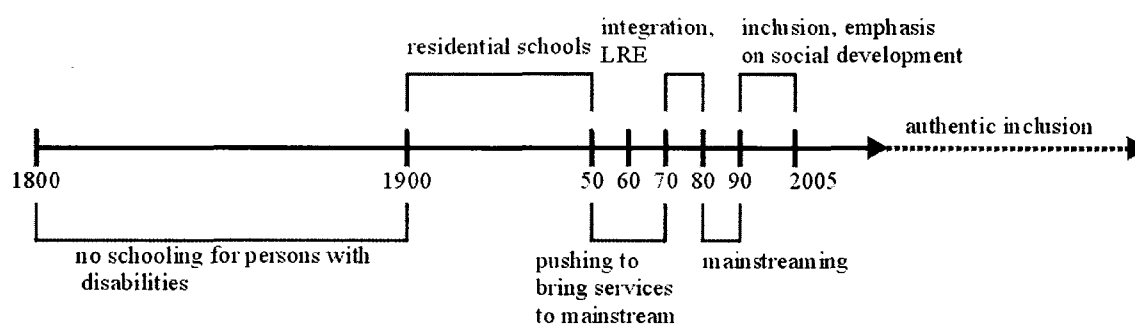 integration,
LRE
inclusion, emphasis
on social development
residential schools
authentic inclusion
1800
1900
50
60
70
80
90
2005
no schooling for persons with
disabilities
pushing to
bring services
to mainstream
mainstreaming